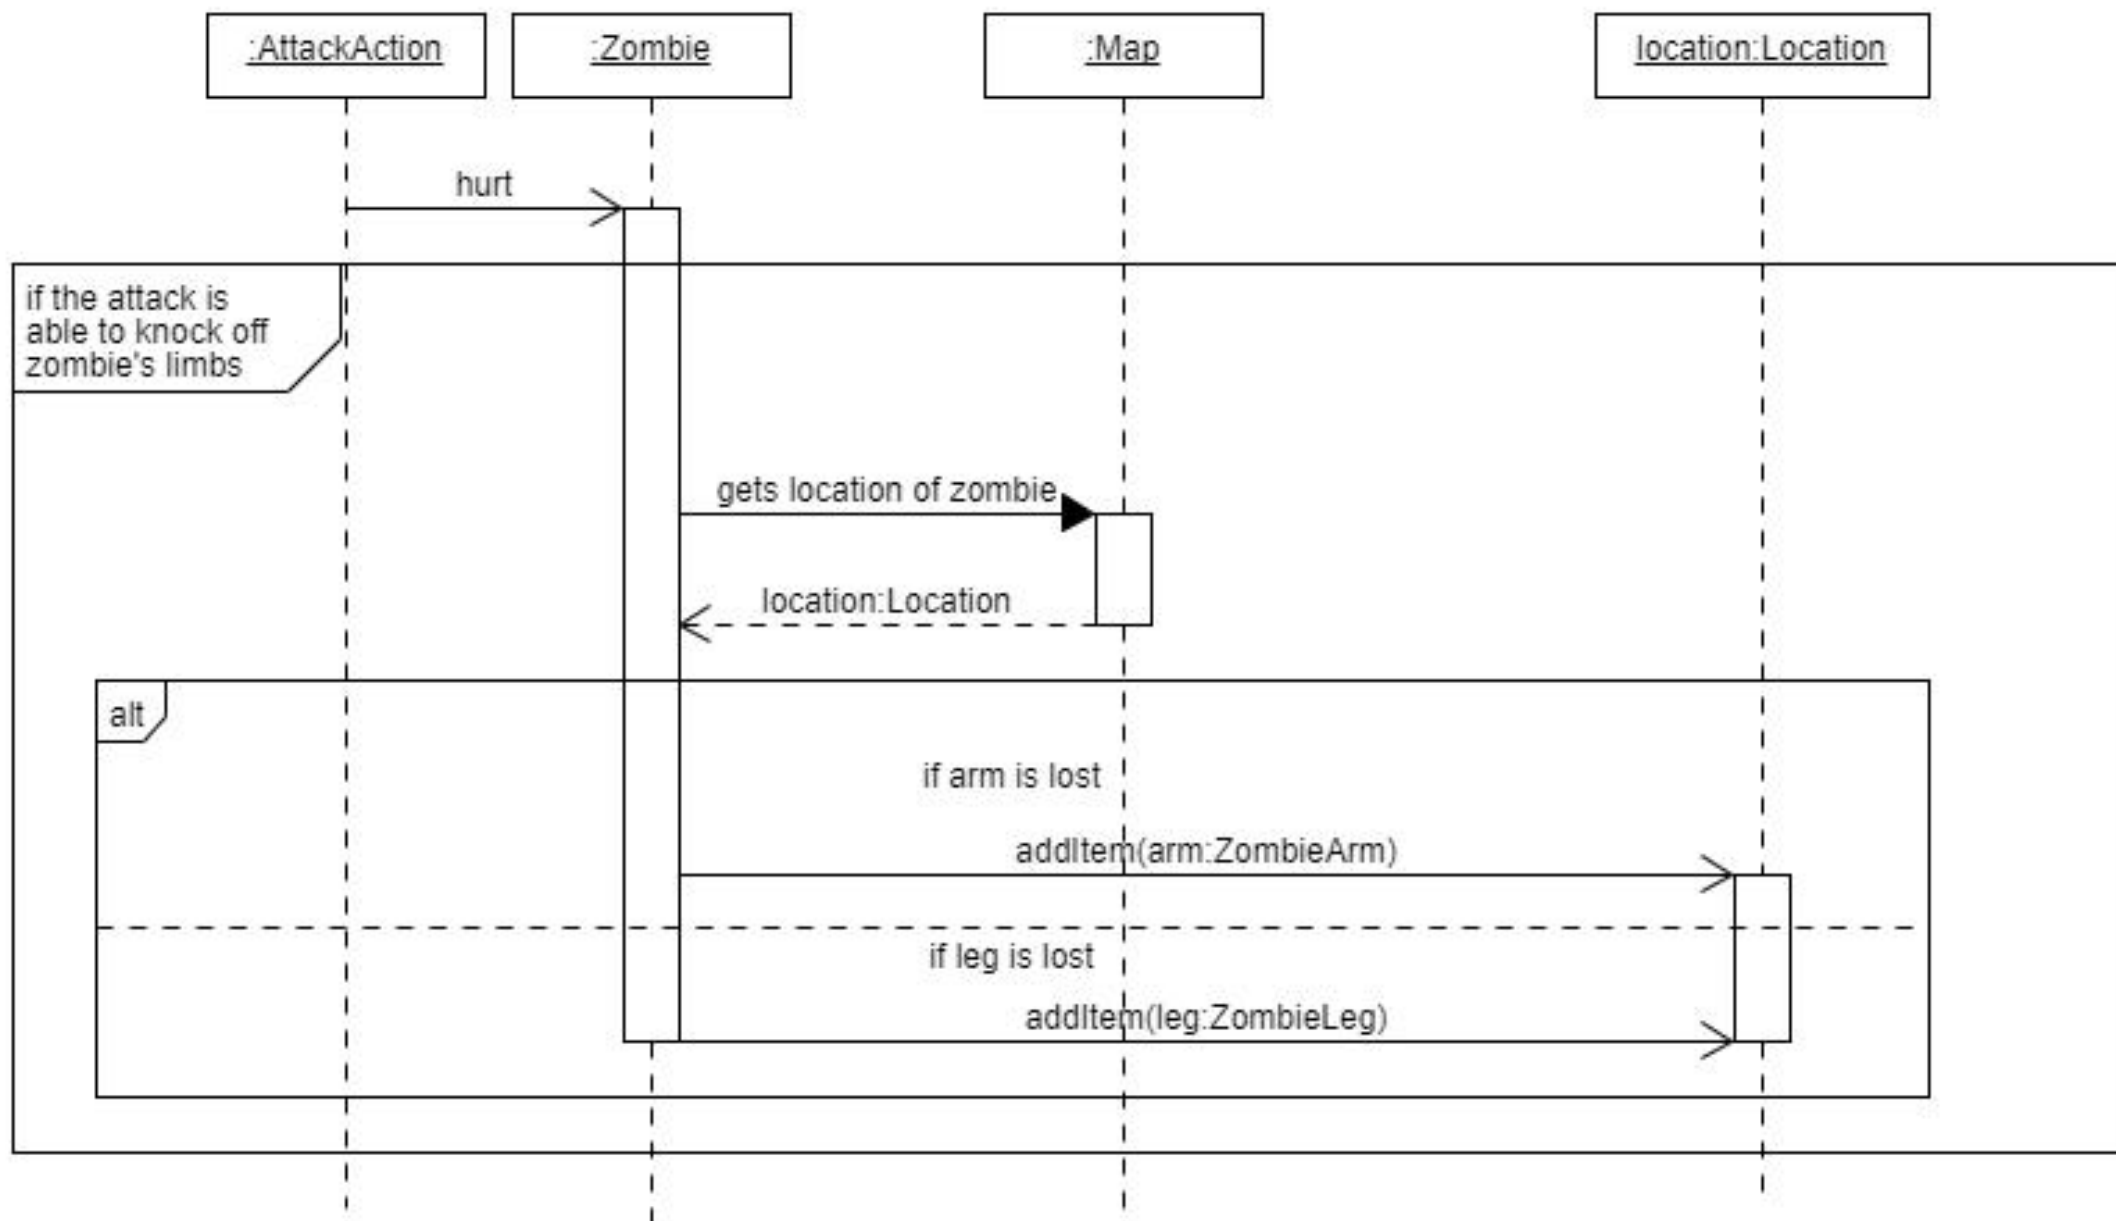 :AttackAction
:Zombie
:Map
location:Location
hurt
if the attack is
able to knock off
zombie's limbs
gets location of zombie
location:Location
alt
if arm is lost
addItem(arm:ZombieArm)
if leg is lost
addItem(leg:ZombieLeg)